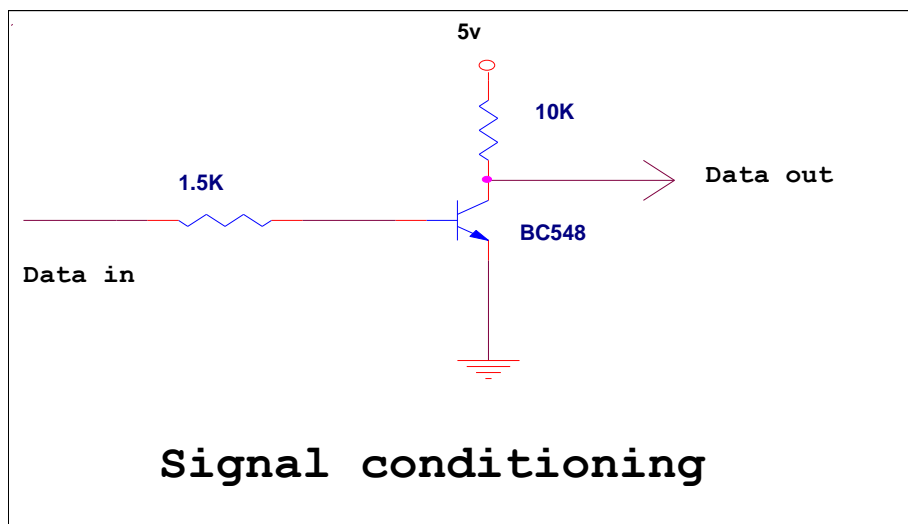 5v
10K
1.5K
Data out
BC548
Data in
Signal conditioning